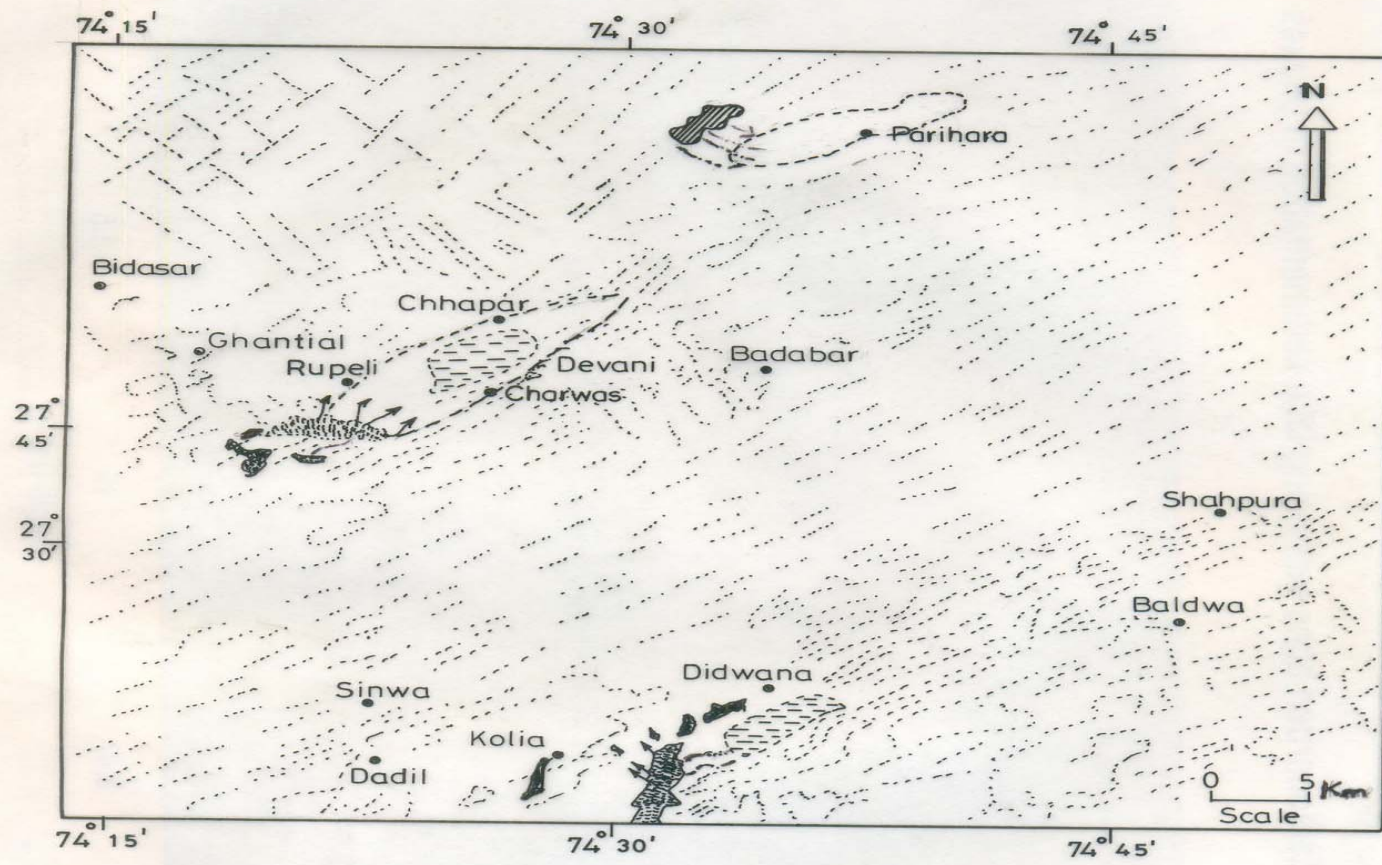 74° 15'
74° 30'
74° 45'
N
Parihara
Bidasar
Chhapar
Ghantial
Rupeli
Devani
Badabar
Charwas
27°
45'
Shahpura
27°
30'
Baldwa
Didwana
Sinwa
Kolia
Dadil
0 5 Km
Scale
74° 15'
74° 30'
74° 45'